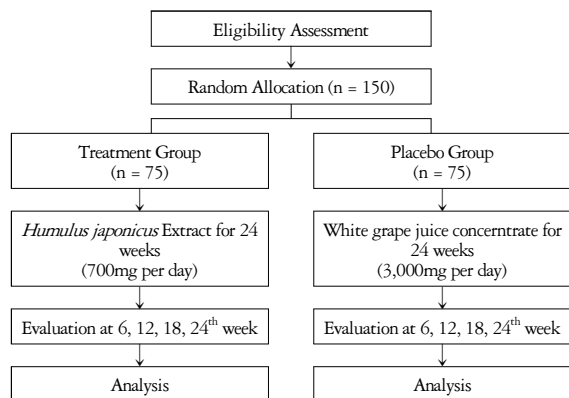 Eligibility Assessment
Random Allocation (n = 150)
Treatment Group
(n = 75)
Placebo Group
(n = 75)
Humulus japonicus Extract for 24
weeks
(700mg per day)
White grape juice concerntrate for
24 weeks
(3,000mg per day)
Evaluation at 6, 12, 18, 24th week
Evaluation at 6, 12, 18, 24th week
Analysis
Analysis